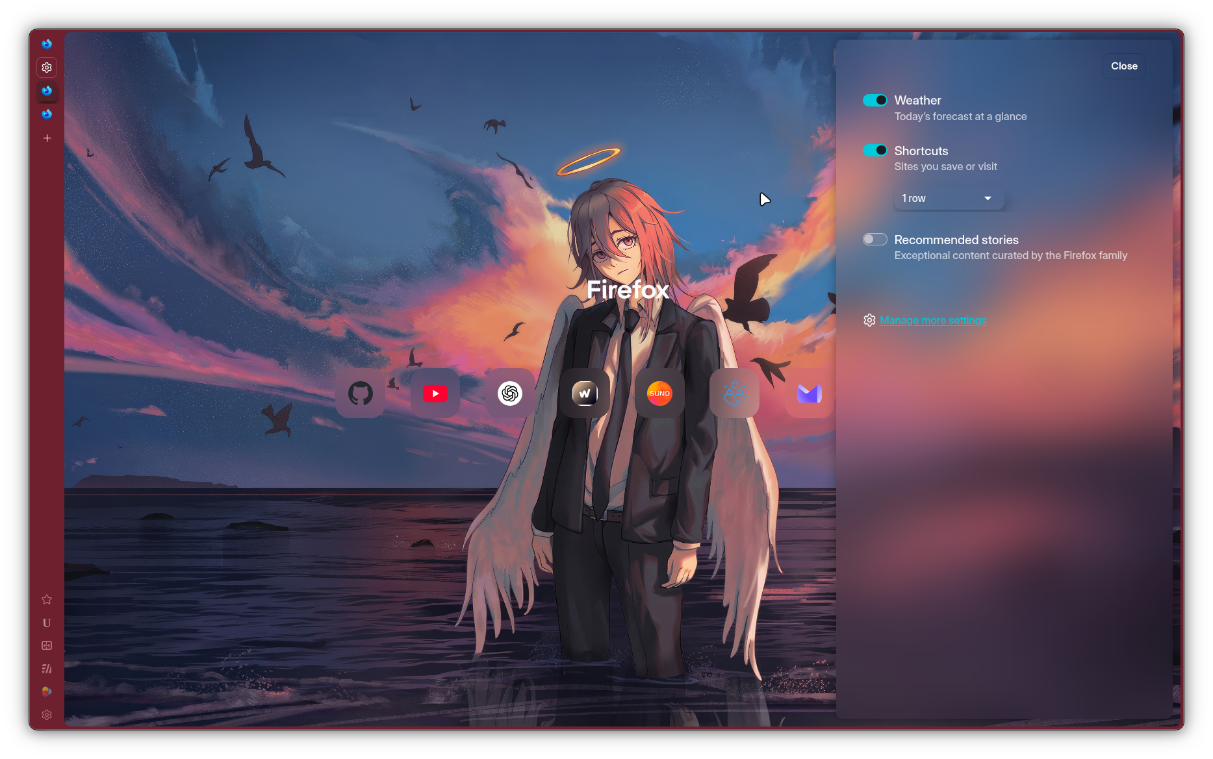 Close
Weather
Today's forecast at a glance
Shortcuts
Sites you save or visit
1 row
Recommended stories
Exceptional content curated by the Firefox family
Manage more settings
Firefox
W
SUNO
U